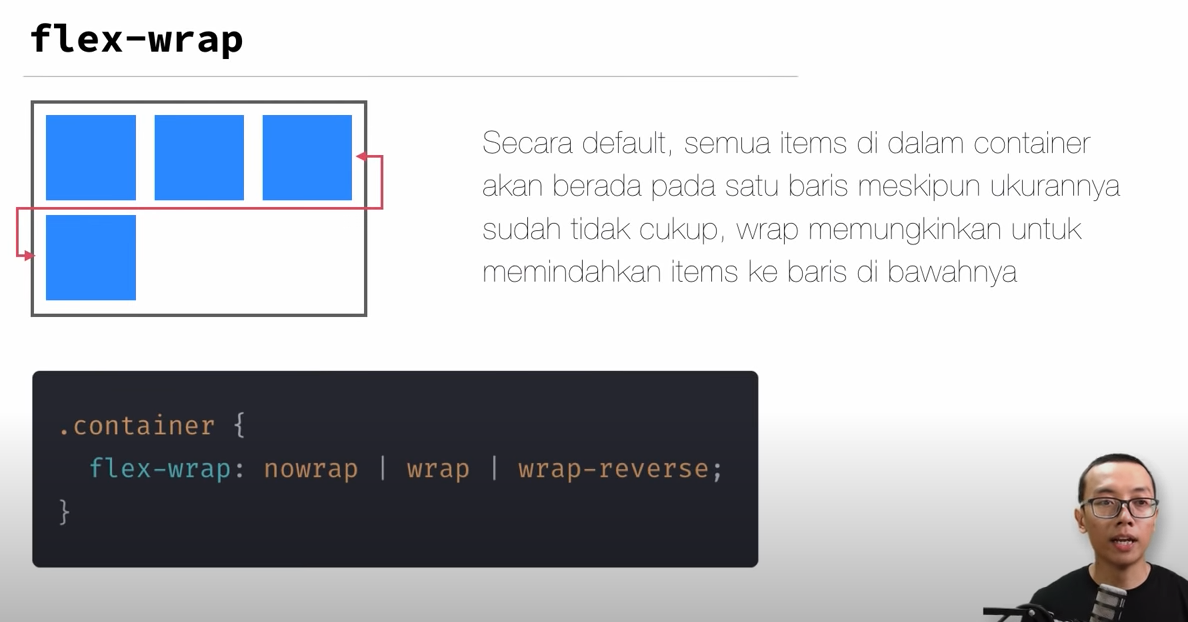 flex-wrap
Secara default, semua items di dalam container
akan berada pada satu baris meskipun ukurannya
sudah tidak cukup, wrap memungkinkan untuk
memindahkan items ke baris di bawahnya
.container {
flex-wrap: nowrap | wrap | wrap-reverse;
}